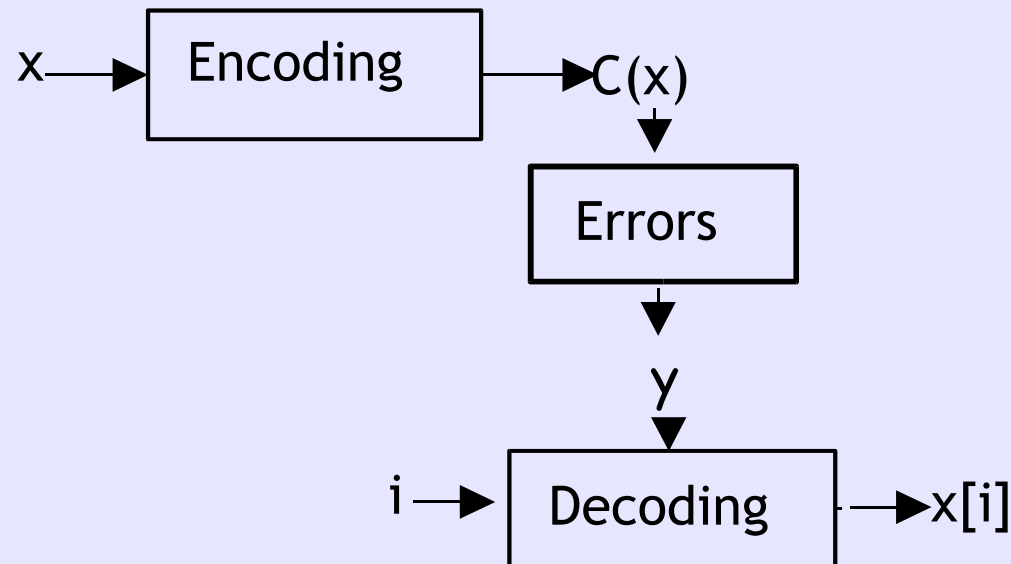 x Encoding C(x)
Errors
y
i Decoding x[i]